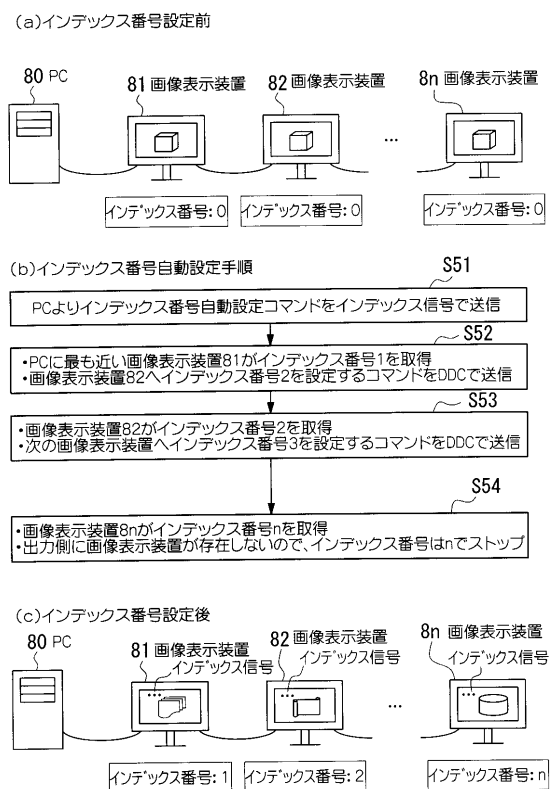 (a)インデックス番号設定前
80 PC
81 画像表示装置
82 画像表示装置
8n 画像表示装置
...
インデックス番号:0
インデックス番号:0
インデックス番号:0
(b)インデックス番号自動設定手順
S51
PCよりインデックス番号自動設定コマンドをインデックス信号で送信
S52
・PCに最も近い画像表示装置81がインデックス番号1を取得
・画像表示装置82へインデックス番号2を設定するコマンドをDDCで送信
S53
・画像表示装置82がインデックス番号2を取得
・次の画像表示装置へインデックス番号3を設定するコマンドをDDCで送信
S54
・画像表示装置8nがインデックス番号nを取得
・出力側に画像表示装置が存在しないので、インデックス番号はnでストップ
(c)インデックス番号設定後
80 PC
81 画像表示装置
インデックス信号
82 画像表示装置
インデックス信号
8n 画像表示装置
インデックス信号
...
インデックス番号:1
インデックス番号:2
インデックス番号:n